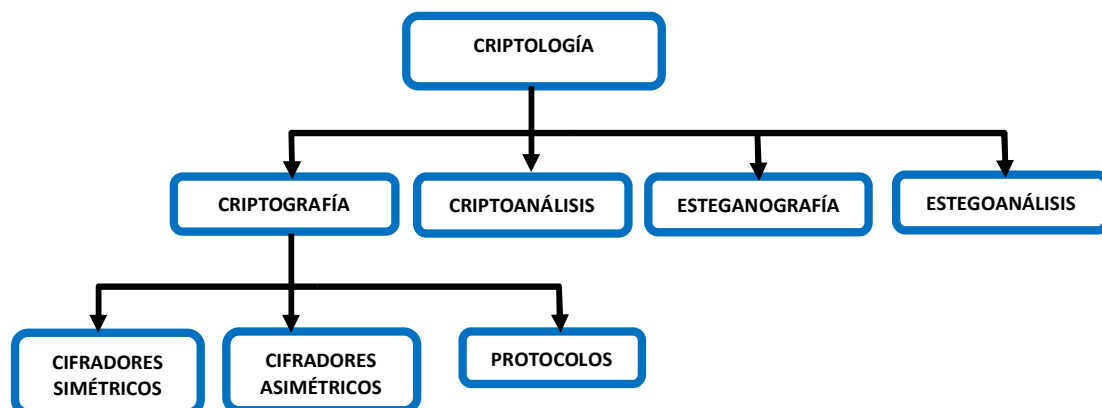 CRIPTOLOGÍA
CRIPTOGRAFÍA
CRIPTOANÁLISIS
ESTEGANOGRAFÍA
ESTEGOANÁLISIS
CIFRADORES
SIMÉTRICOS
CIFRADORES
ASIMÉTRICOS
PROTOCOLOS